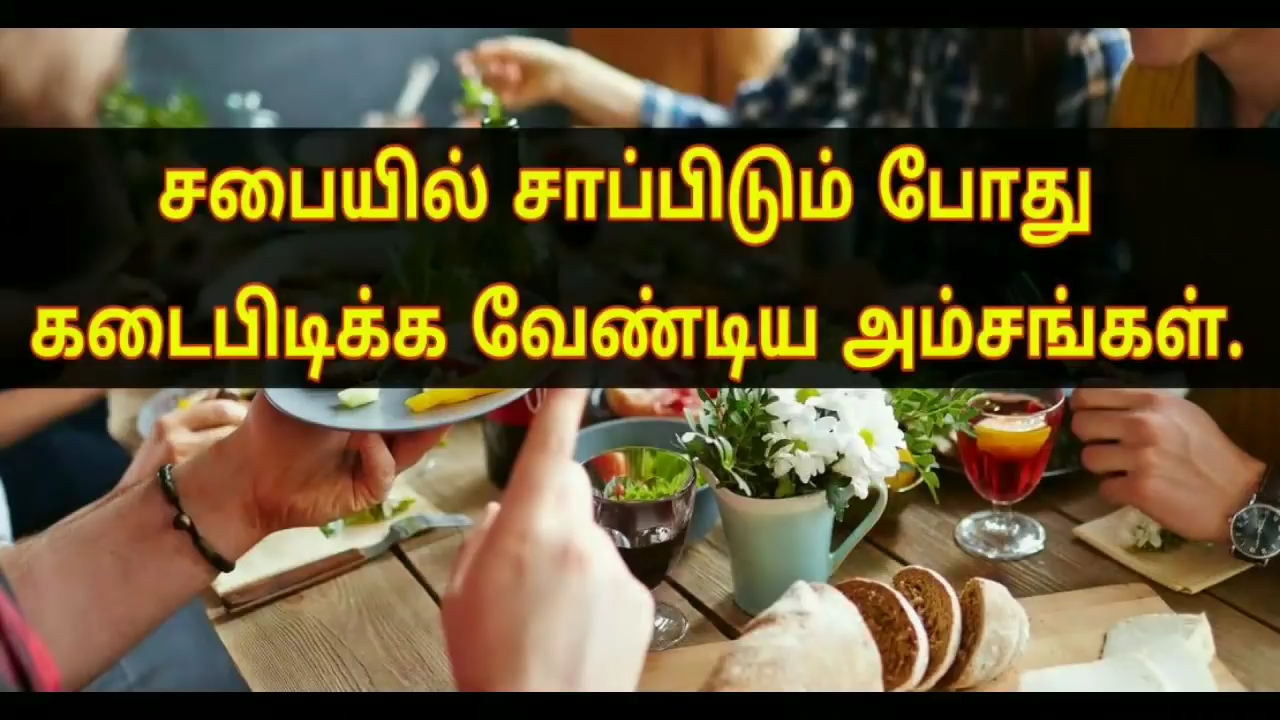 சபையில் சாப்பிடும் போது
கடைபிடிக்க வேண்டிய அம்சங்கள்.